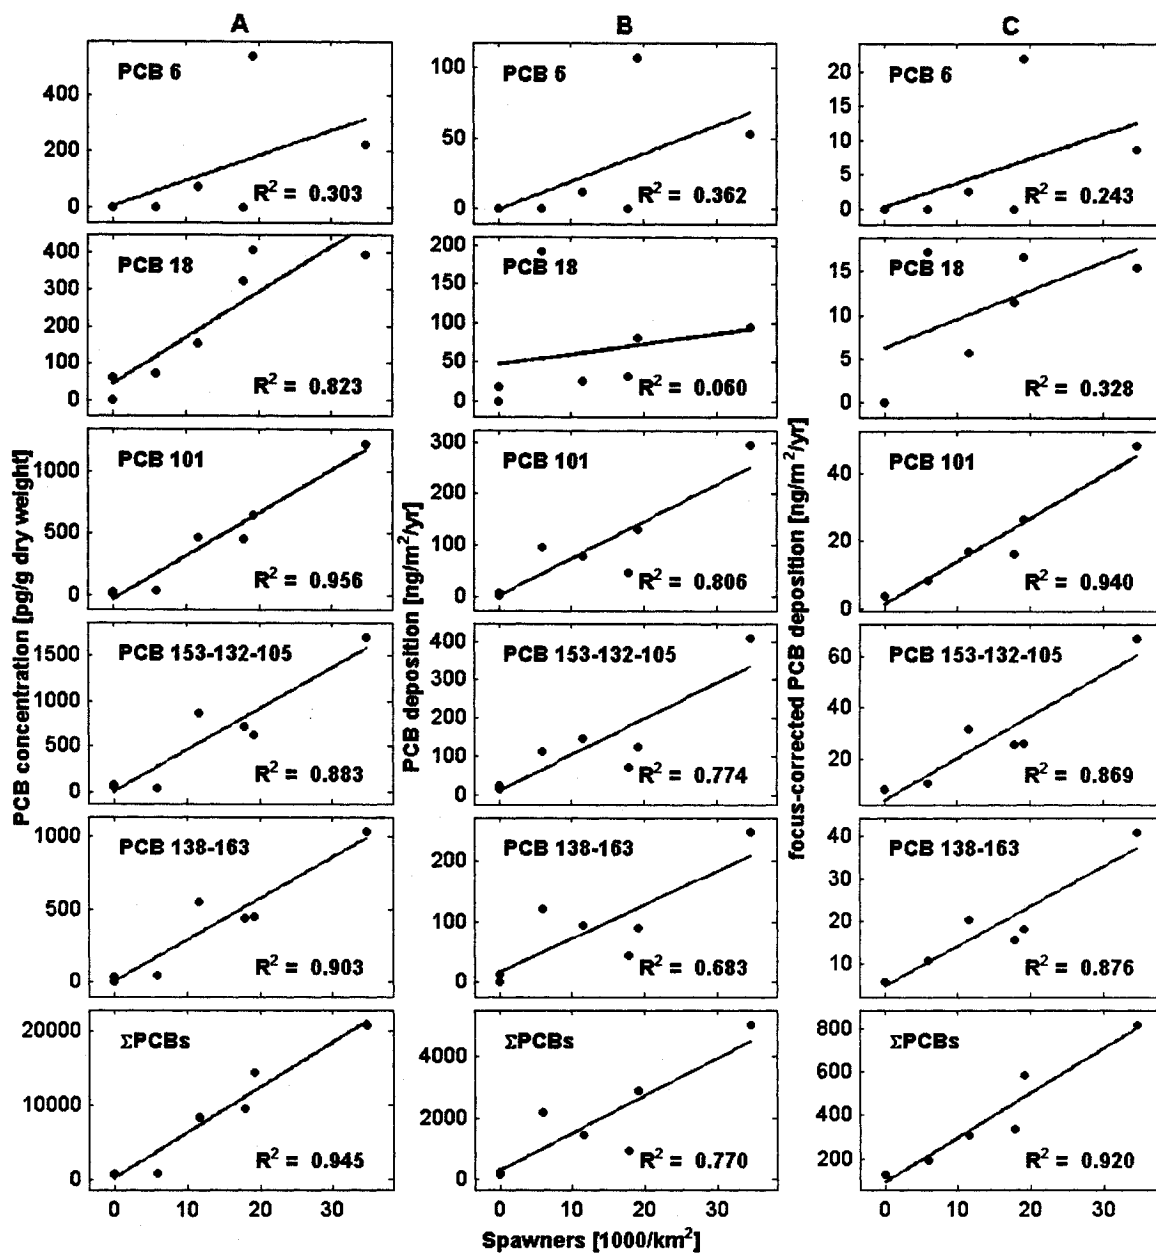 A B C
PCB 6
400
200
0
R² = 0.303
PCB 6
100
50
0
R² = 0.362
PCB 6
20
15
10
5
0
R² = 0.243
PCB 18
400
300
200
100
0
R² = 0.823
PCB 18
200
150
100
50
0
R² = 0.060
PCB 18
15
10
5
0
R² = 0.328
PCB 101
1000
500
0
R² = 0.956
PCB 101
300
200
100
0
R² = 0.806
PCB 101
40
20
0
R² = 0.940
PCB 153-132-105
1500
1000
500
0
R² = 0.883
PCB 153-132-105
400
300
200
100
0
R² = 0.774
PCB 153-132-105
60
40
20
R² = 0.869
PCB 138-163
1000
500
0
R² = 0.903
PCB 138-163
200
100
0
R² = 0.683
PCB 138-163
40
30
20
10
R² = 0.876
ΣPCBs
20000
10000
0
R² = 0.945
ΣPCBs
4000
2000
0
R² = 0.770
ΣPCBs
800
600
400
200
R² = 0.920
0 10 20 30
0 10 20 30
0 10 20 30
Spawners [1000/km²]
PCB concentration [pg/g dry weight]
PCB deposition [ng/m²/yr]
focus-corrected PCB deposition [ng/m²/yr]